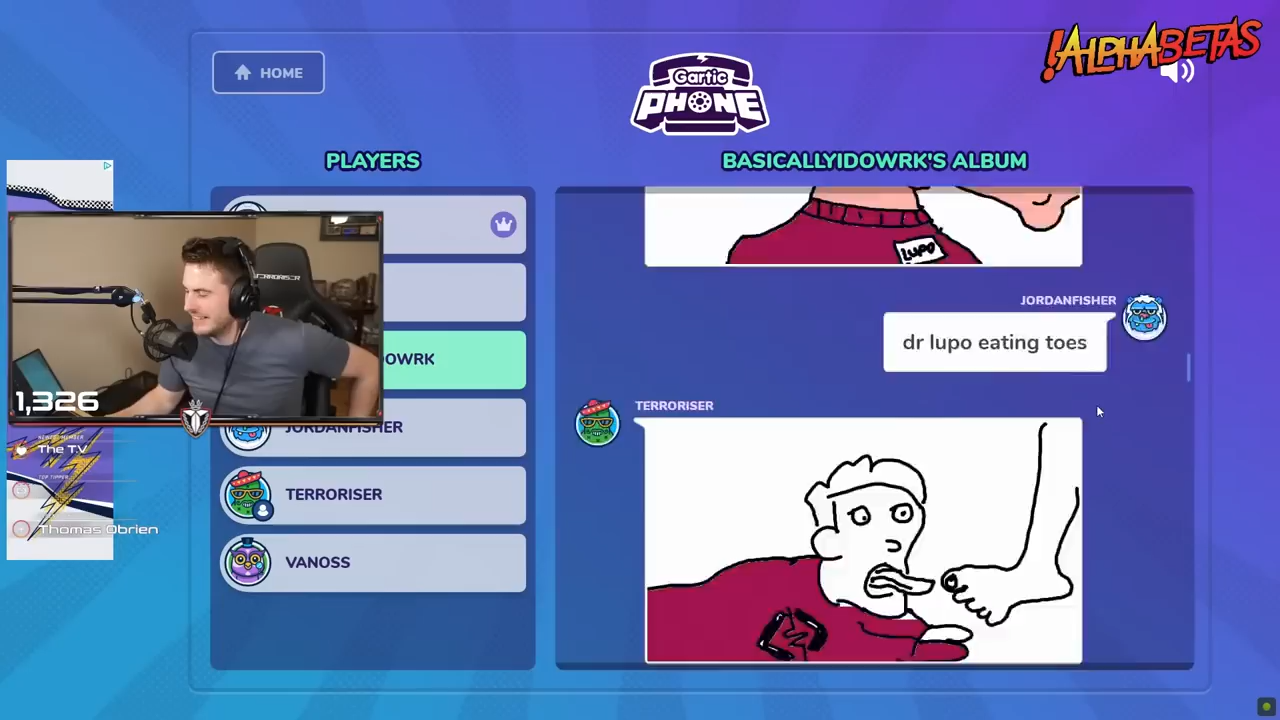 !ALPHABETAS
HOME
Gartic
PHONE
PLAYERS
BASICALLYIDOWRK'S ALBUM
LUPO
JORDANFISHER
dr lupo eating toes
TERRORISER
OWRK
1,326
JORDANFISHER
The T.V
TERRORISER
Thomas Obrien
VANOSS